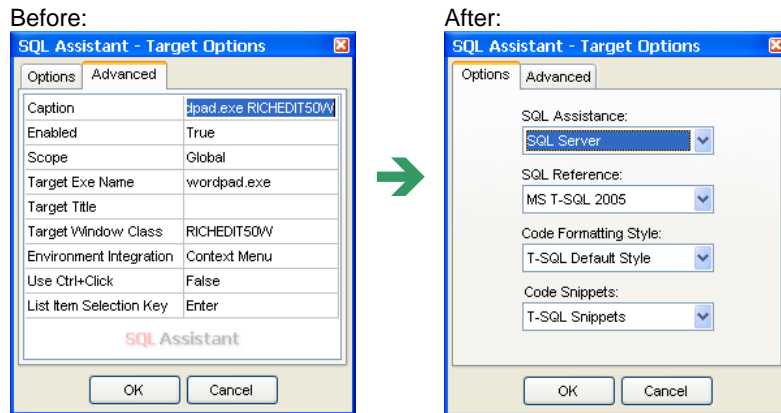 Before:
SQL Assistant - Target Options
Options Advanced
Caption dpad.exe RICHEDIT50W
Enabled True
Scope Global
Target Exe Name wordpad.exe
Target Title
Target Window Class RICHEDIT50W
Environment Integration Context Menu
Use Ctrl+Click False
List Item Selection Key Enter
SQL Assistant
OK Cancel
After:
SQL Assistant - Target Options
Options Advanced
SQL Assistance:
SQL Server
SQL Reference:
MS T-SQL 2005
Code Formatting Style:
T-SQL Default Style
Code Snippets:
T-SQL Snippets
OK Cancel